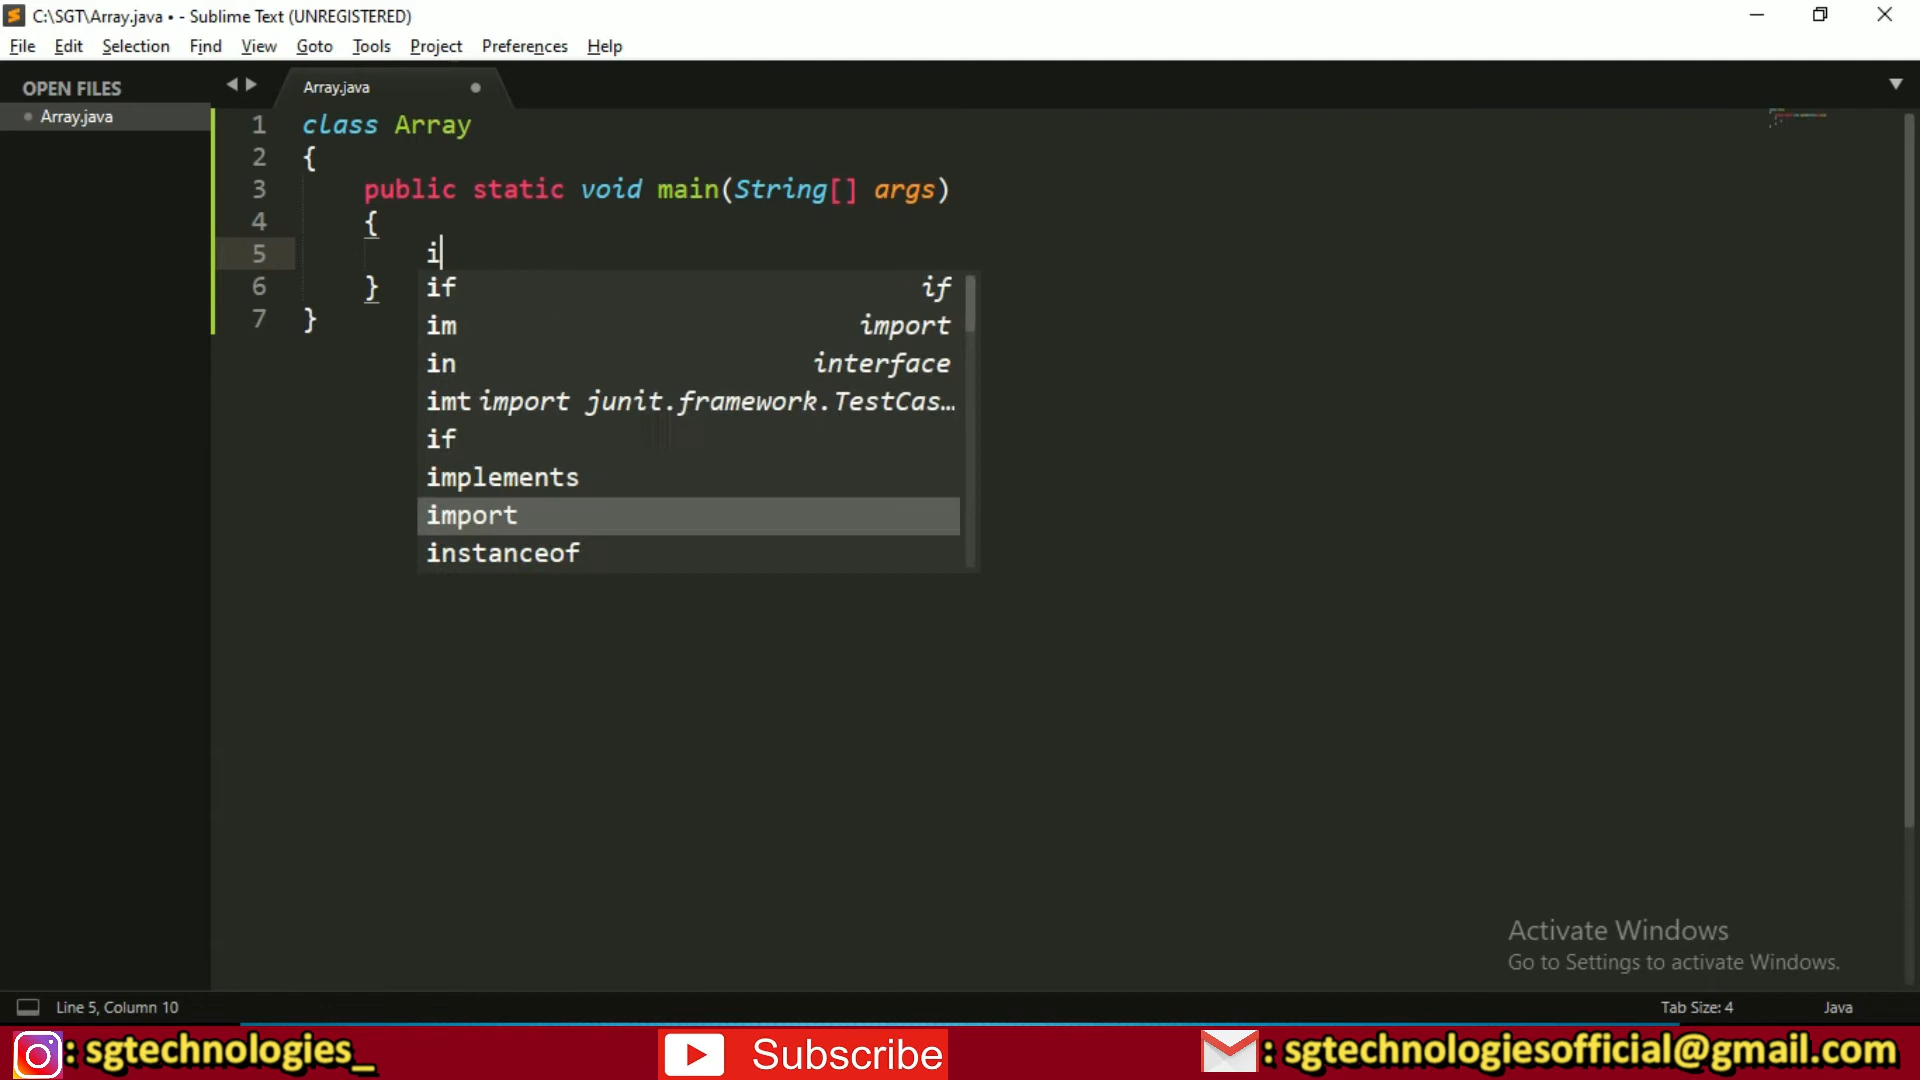 C:\SGT\Array.java • - Sublime Text (UNREGISTERED)
File Edit Selection Find View Goto Tools Project Preferences Help
OPEN FILES
Array.java
Array.java
1 class Array
2 {
3 public static void main(String[] args)
4 {
5 i
6 }
7 }
if if
im import
in interface
imt import junit.framework.TestCas…
if
implements
import
instanceof
Activate Windows
Go to Settings to activate Windows.
Line 5, Column 10
Tab Size: 4
Java
: sgtechnologies_
Subscribe
: sgtechnologiesofficial@gmail.com